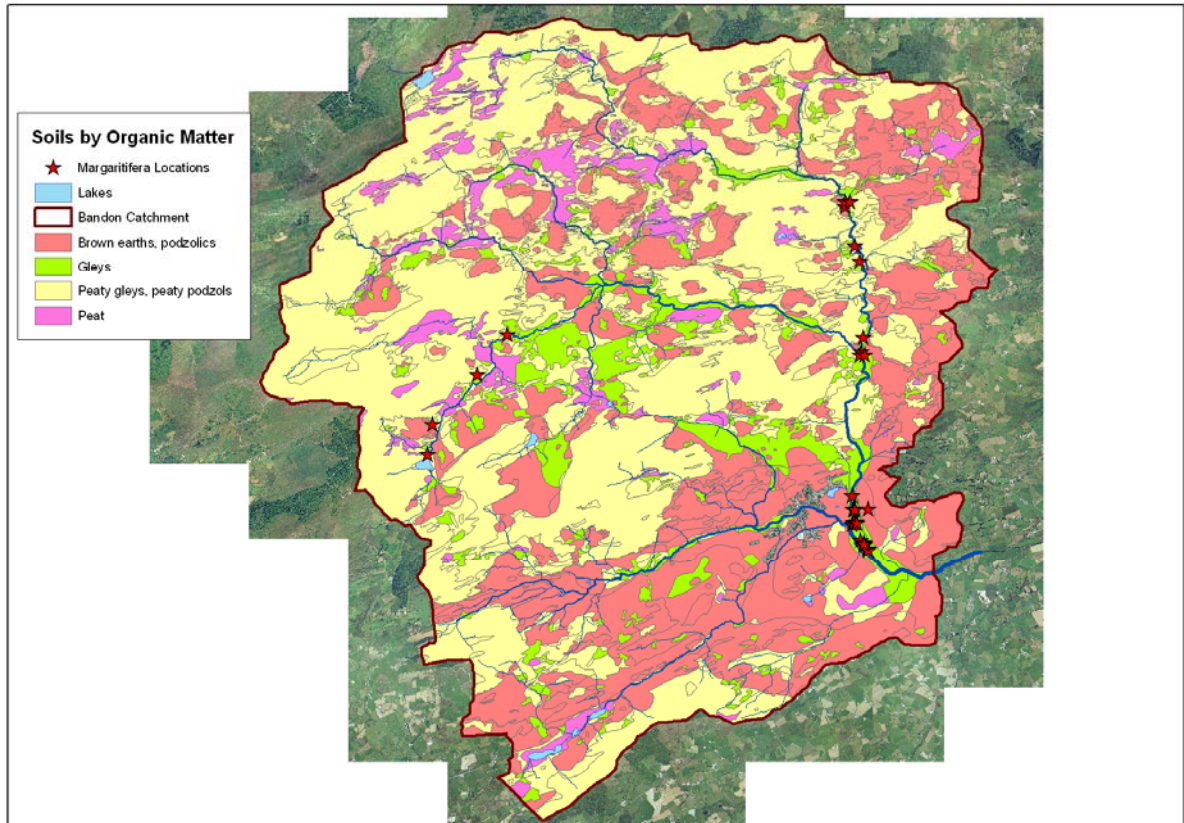 Soils by Organic Matter
Margaritifera Locations
Lakes
Bandon Catchment
Brown earths, podzolics
Gleys
Peaty gleys, peaty podzols
Peat